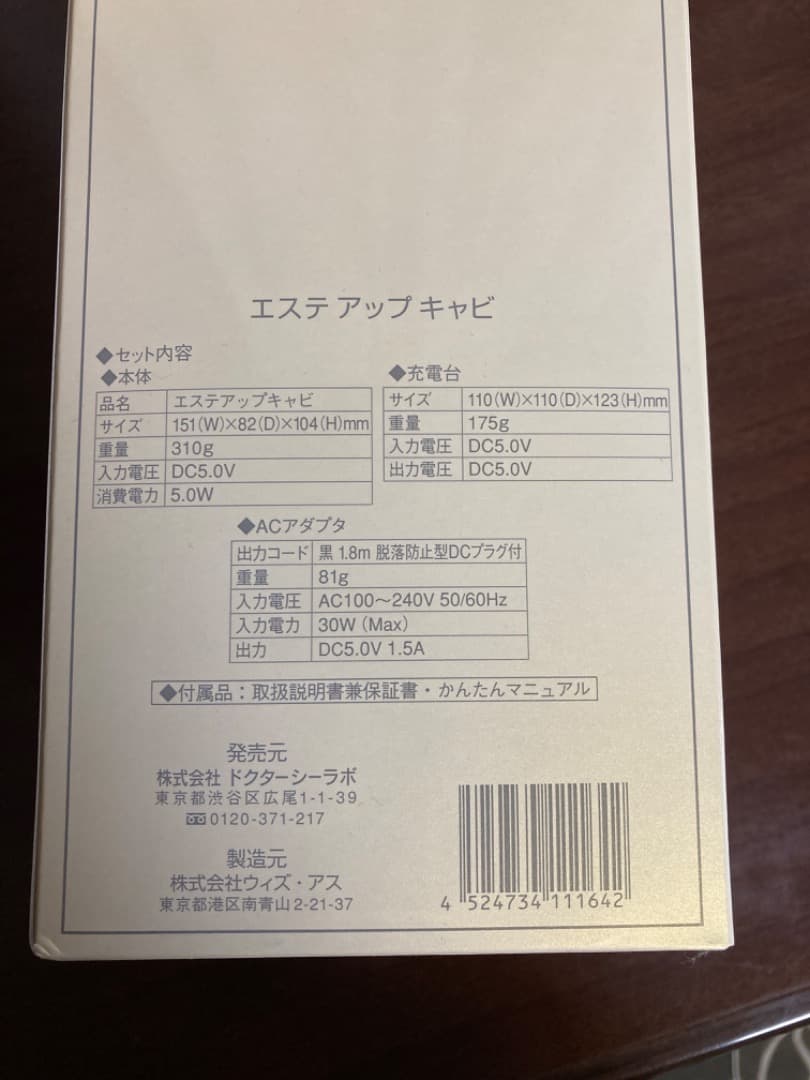 エステ アップ キャビ
◆セット内容
◆本体
品名 エステアップキャビ
サイズ 151(W)×82(D)×104(H)mm
重量 310g
入力電圧 DC5.0V
消費電力 5.0W
◆充電台
サイズ 110(W)×110(D)×123(H)mm
重量 175g
入力電圧 DC5.0V
出力電圧 DC5.0V
◆ACアダプタ
出力コード 黒 1.8m 脱落防止型DCプラグ付
重量 81g
入力電圧 AC100〜240V 50/60Hz
入力電力 30W (Max)
出力 DC5.0V 1.5A
◆付属品：取扱説明書兼保証書・かんたんマニュアル
発売元
株式会社 ドクターシーラボ
東京都渋谷区広尾1-1-39
0120-371-217
製造元
株式会社ウィズ・アス
東京都港区南青山2-21-37
4 524734 111642